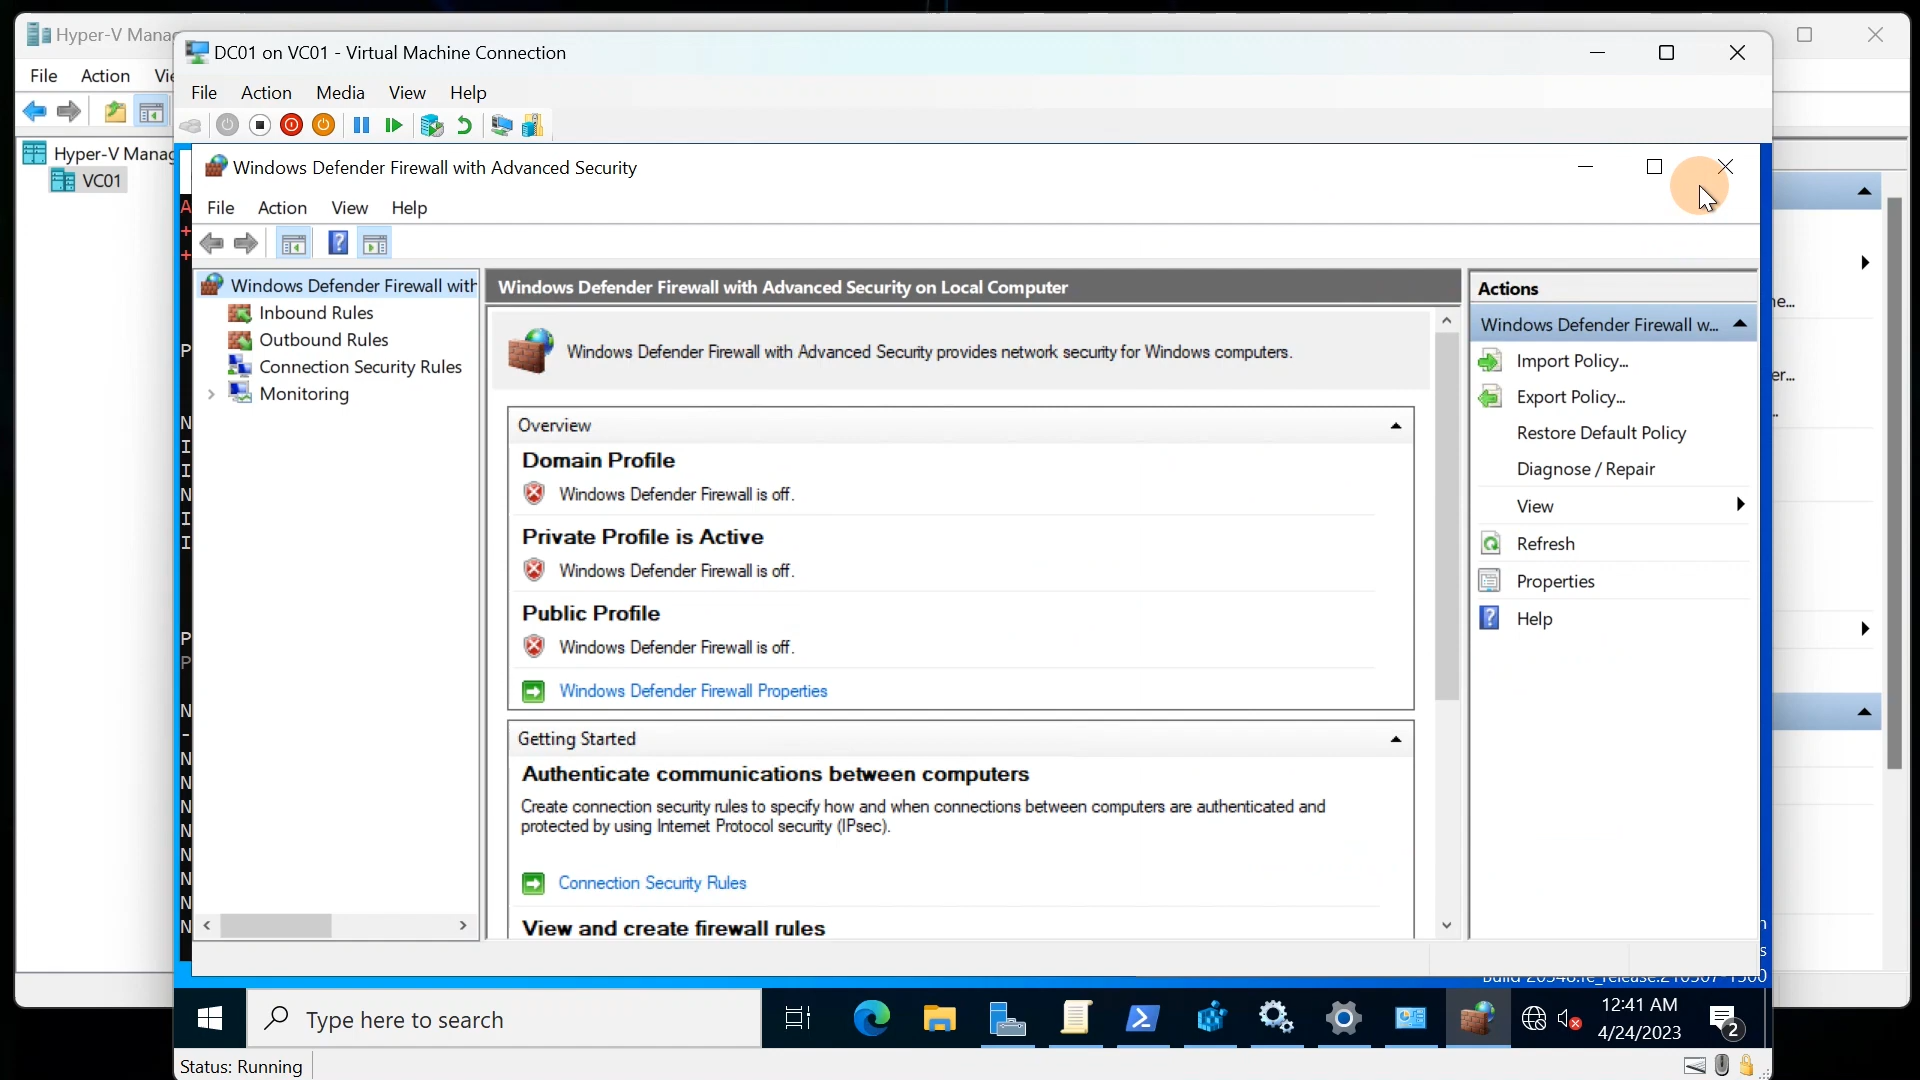 Hyper-V Mana
File Action Vie
Hyper-V Manag
VC01
DC01 on VC01 - Virtual Machine Connection
File Action Media View Help
Windows Defender Firewall with Advanced Security
File Action View Help
Windows Defender Firewall with
Inbound Rules
Outbound Rules
Connection Security Rules
Monitoring
Windows Defender Firewall with Advanced Security on Local Computer
Windows Defender Firewall with Advanced Security provides network security for Windows computers.
Overview
Domain Profile
Windows Defender Firewall is off.
Private Profile is Active
Windows Defender Firewall is off.
Public Profile
Windows Defender Firewall is off.
Windows Defender Firewall Properties
Getting Started
Authenticate communications between computers
Create connection security rules to specify how and when connections between computers are authenticated and
protected by using Internet Protocol security (IPsec).
Connection Security Rules
View and create firewall rules
Actions
Windows Defender Firewall w...
Import Policy...
Export Policy...
Restore Default Policy
Diagnose / Repair
View
Refresh
Properties
Help
Type here to search
12:41 AM
4/24/2023
2
Status: Running